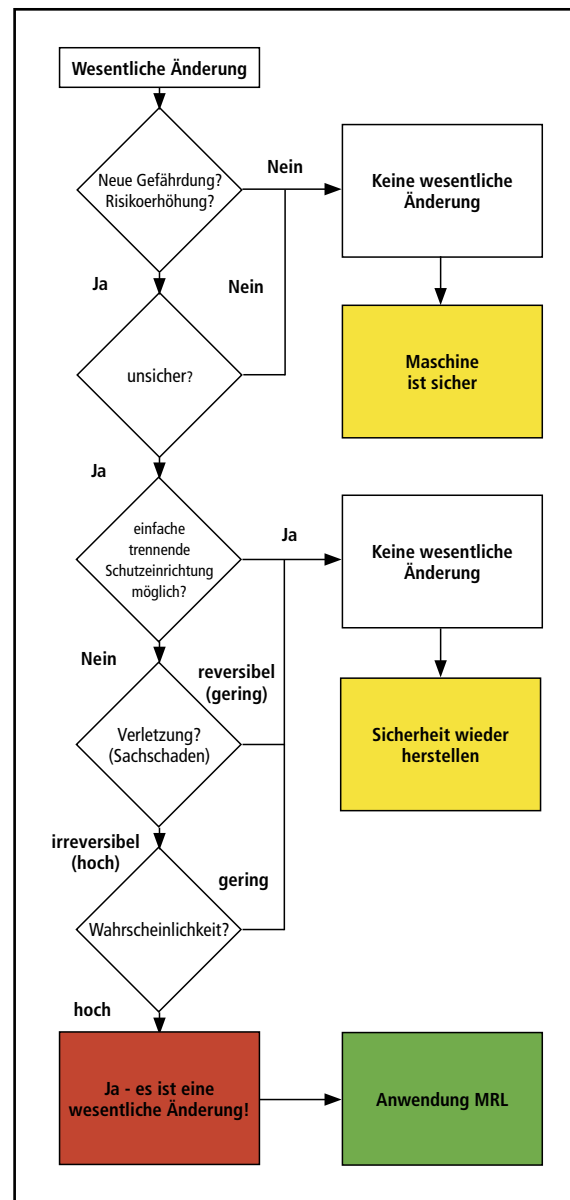 Wesentliche Änderung
Neue Gefährdung?
Risikoerhöhung?
Nein
Keine wesentliche
Änderung
Ja
Nein
unsicher?
Maschine
ist sicher
Ja
einfache
trennende
Schutzeinrichtung
möglich?
Ja
Keine wesentliche
Änderung
Nein
reversibel
(gering)
Verletzung?
(Sachschaden)
Sicherheit wieder
herstellen
irreversibel
(hoch)
gering
Wahrscheinlichkeit?
hoch
Ja - es ist eine
wesentliche Änderung!
Anwendung MRL